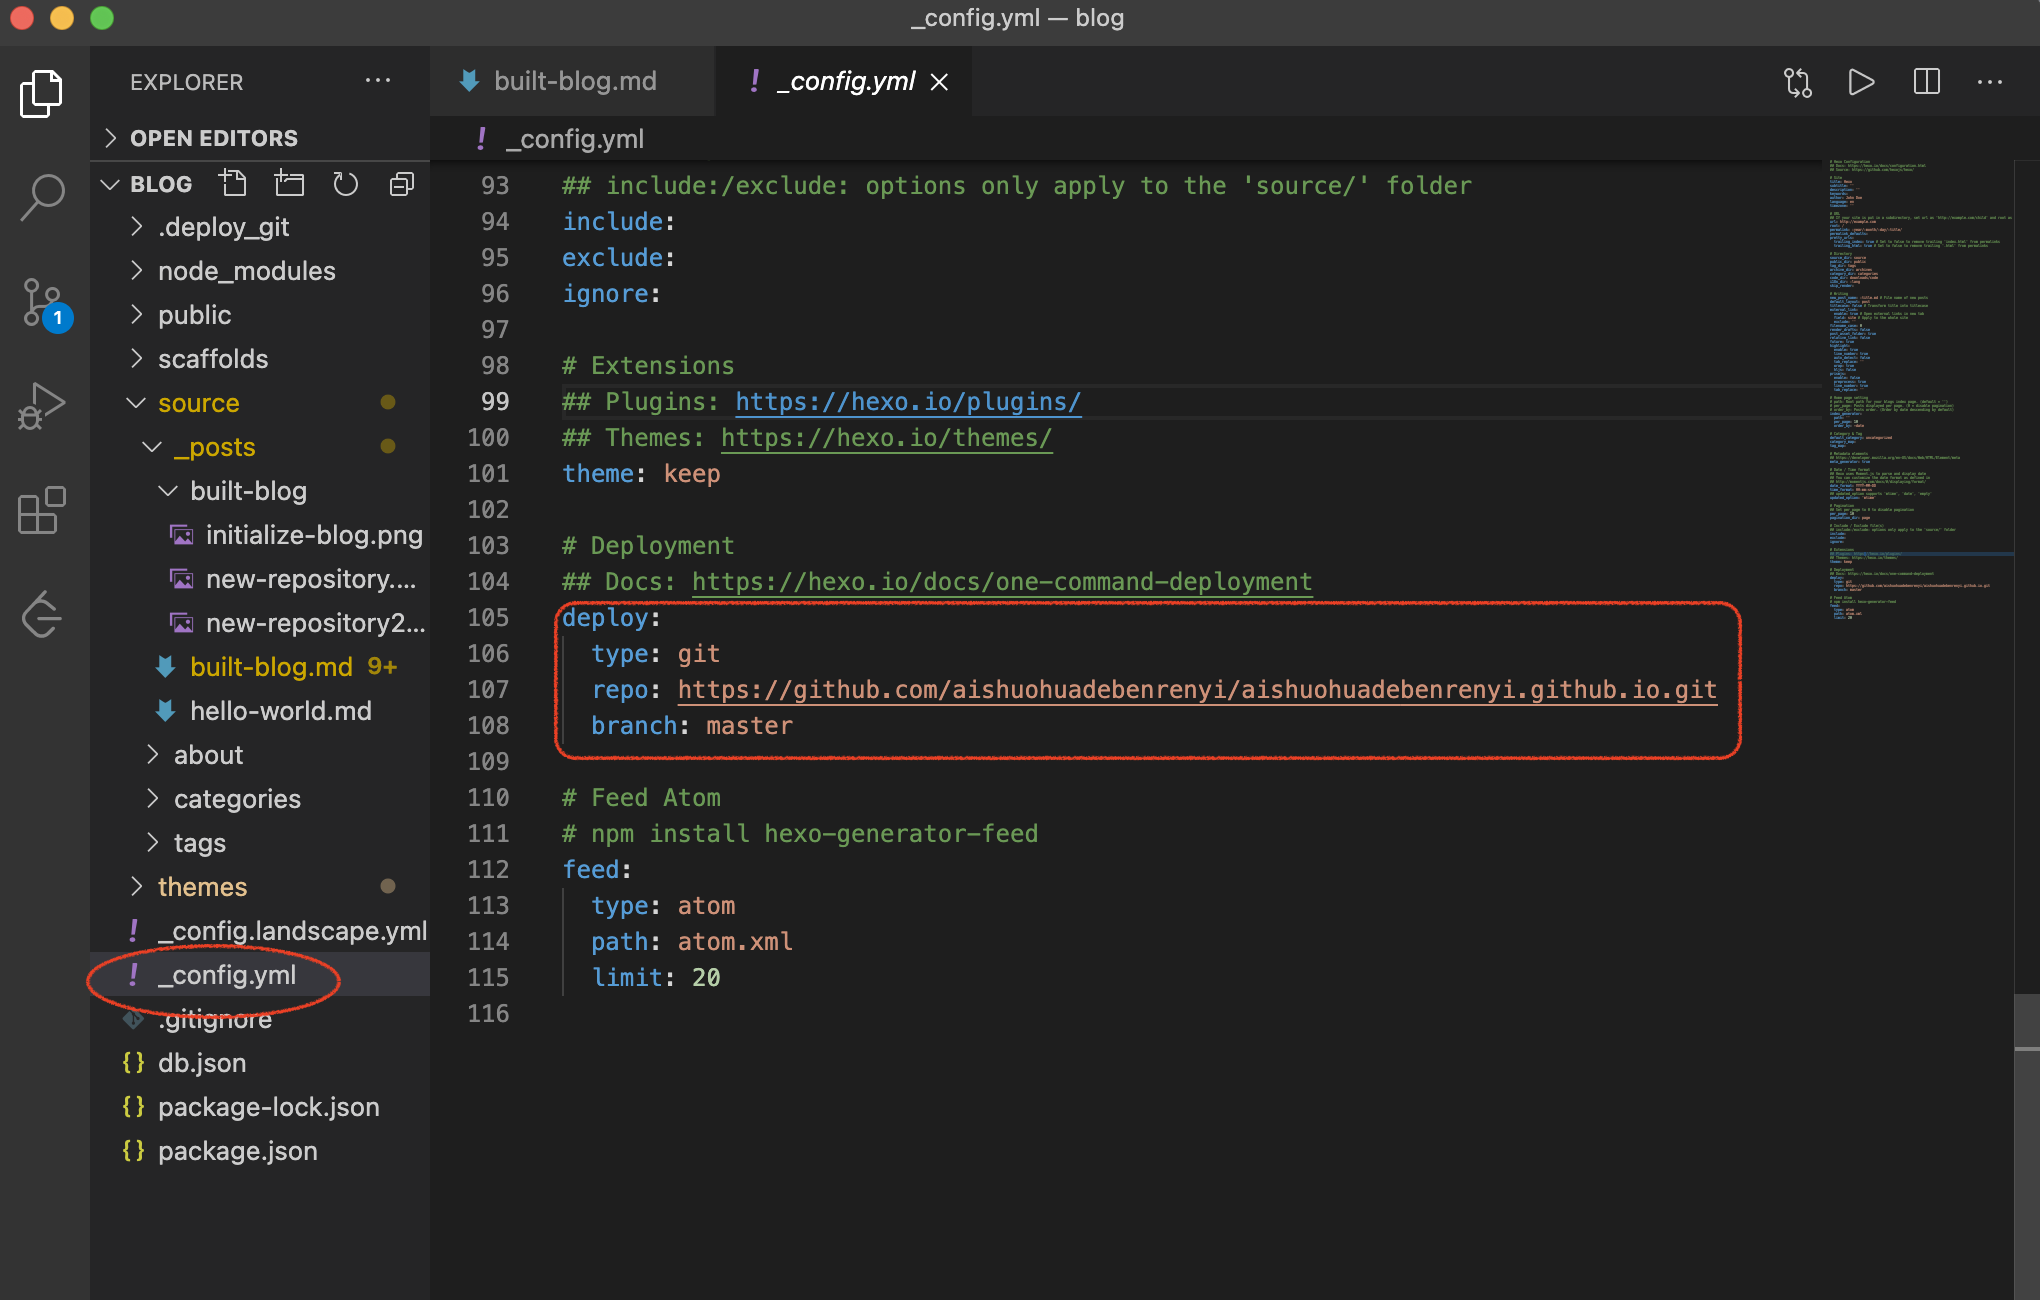 _config.yml — blog
EXPLORER
OPEN EDITORS
BLOG
.deploy_git
node_modules
public
scaffolds
source
_posts
built-blog
initialize-blog.png
new-repository....
new-repository2...
built-blog.md 9+
hello-world.md
about
categories
tags
themes
! _config.landscape.yml
! _config.yml
.gitignore
{} db.json
{} package-lock.json
{} package.json
1
built-blog.md
! _config.yml
! _config.yml
93 ## include:/exclude: options only apply to the 'source/' folder
94 include:
95 exclude:
96 ignore:
97
98 # Extensions
99 ## Plugins: https://hexo.io/plugins/
100 ## Themes: https://hexo.io/themes/
101 theme: keep
102
103 # Deployment
104 ## Docs: https://hexo.io/docs/one-command-deployment
105 deploy:
106 type: git
107 repo: https://github.com/aishuohuadebenrenyi/aishuohuadebenrenyi.github.io.git
108 branch: master
109
110 # Feed Atom
111 # npm install hexo-generator-feed
112 feed:
113 type: atom
114 path: atom.xml
115 limit: 20
116